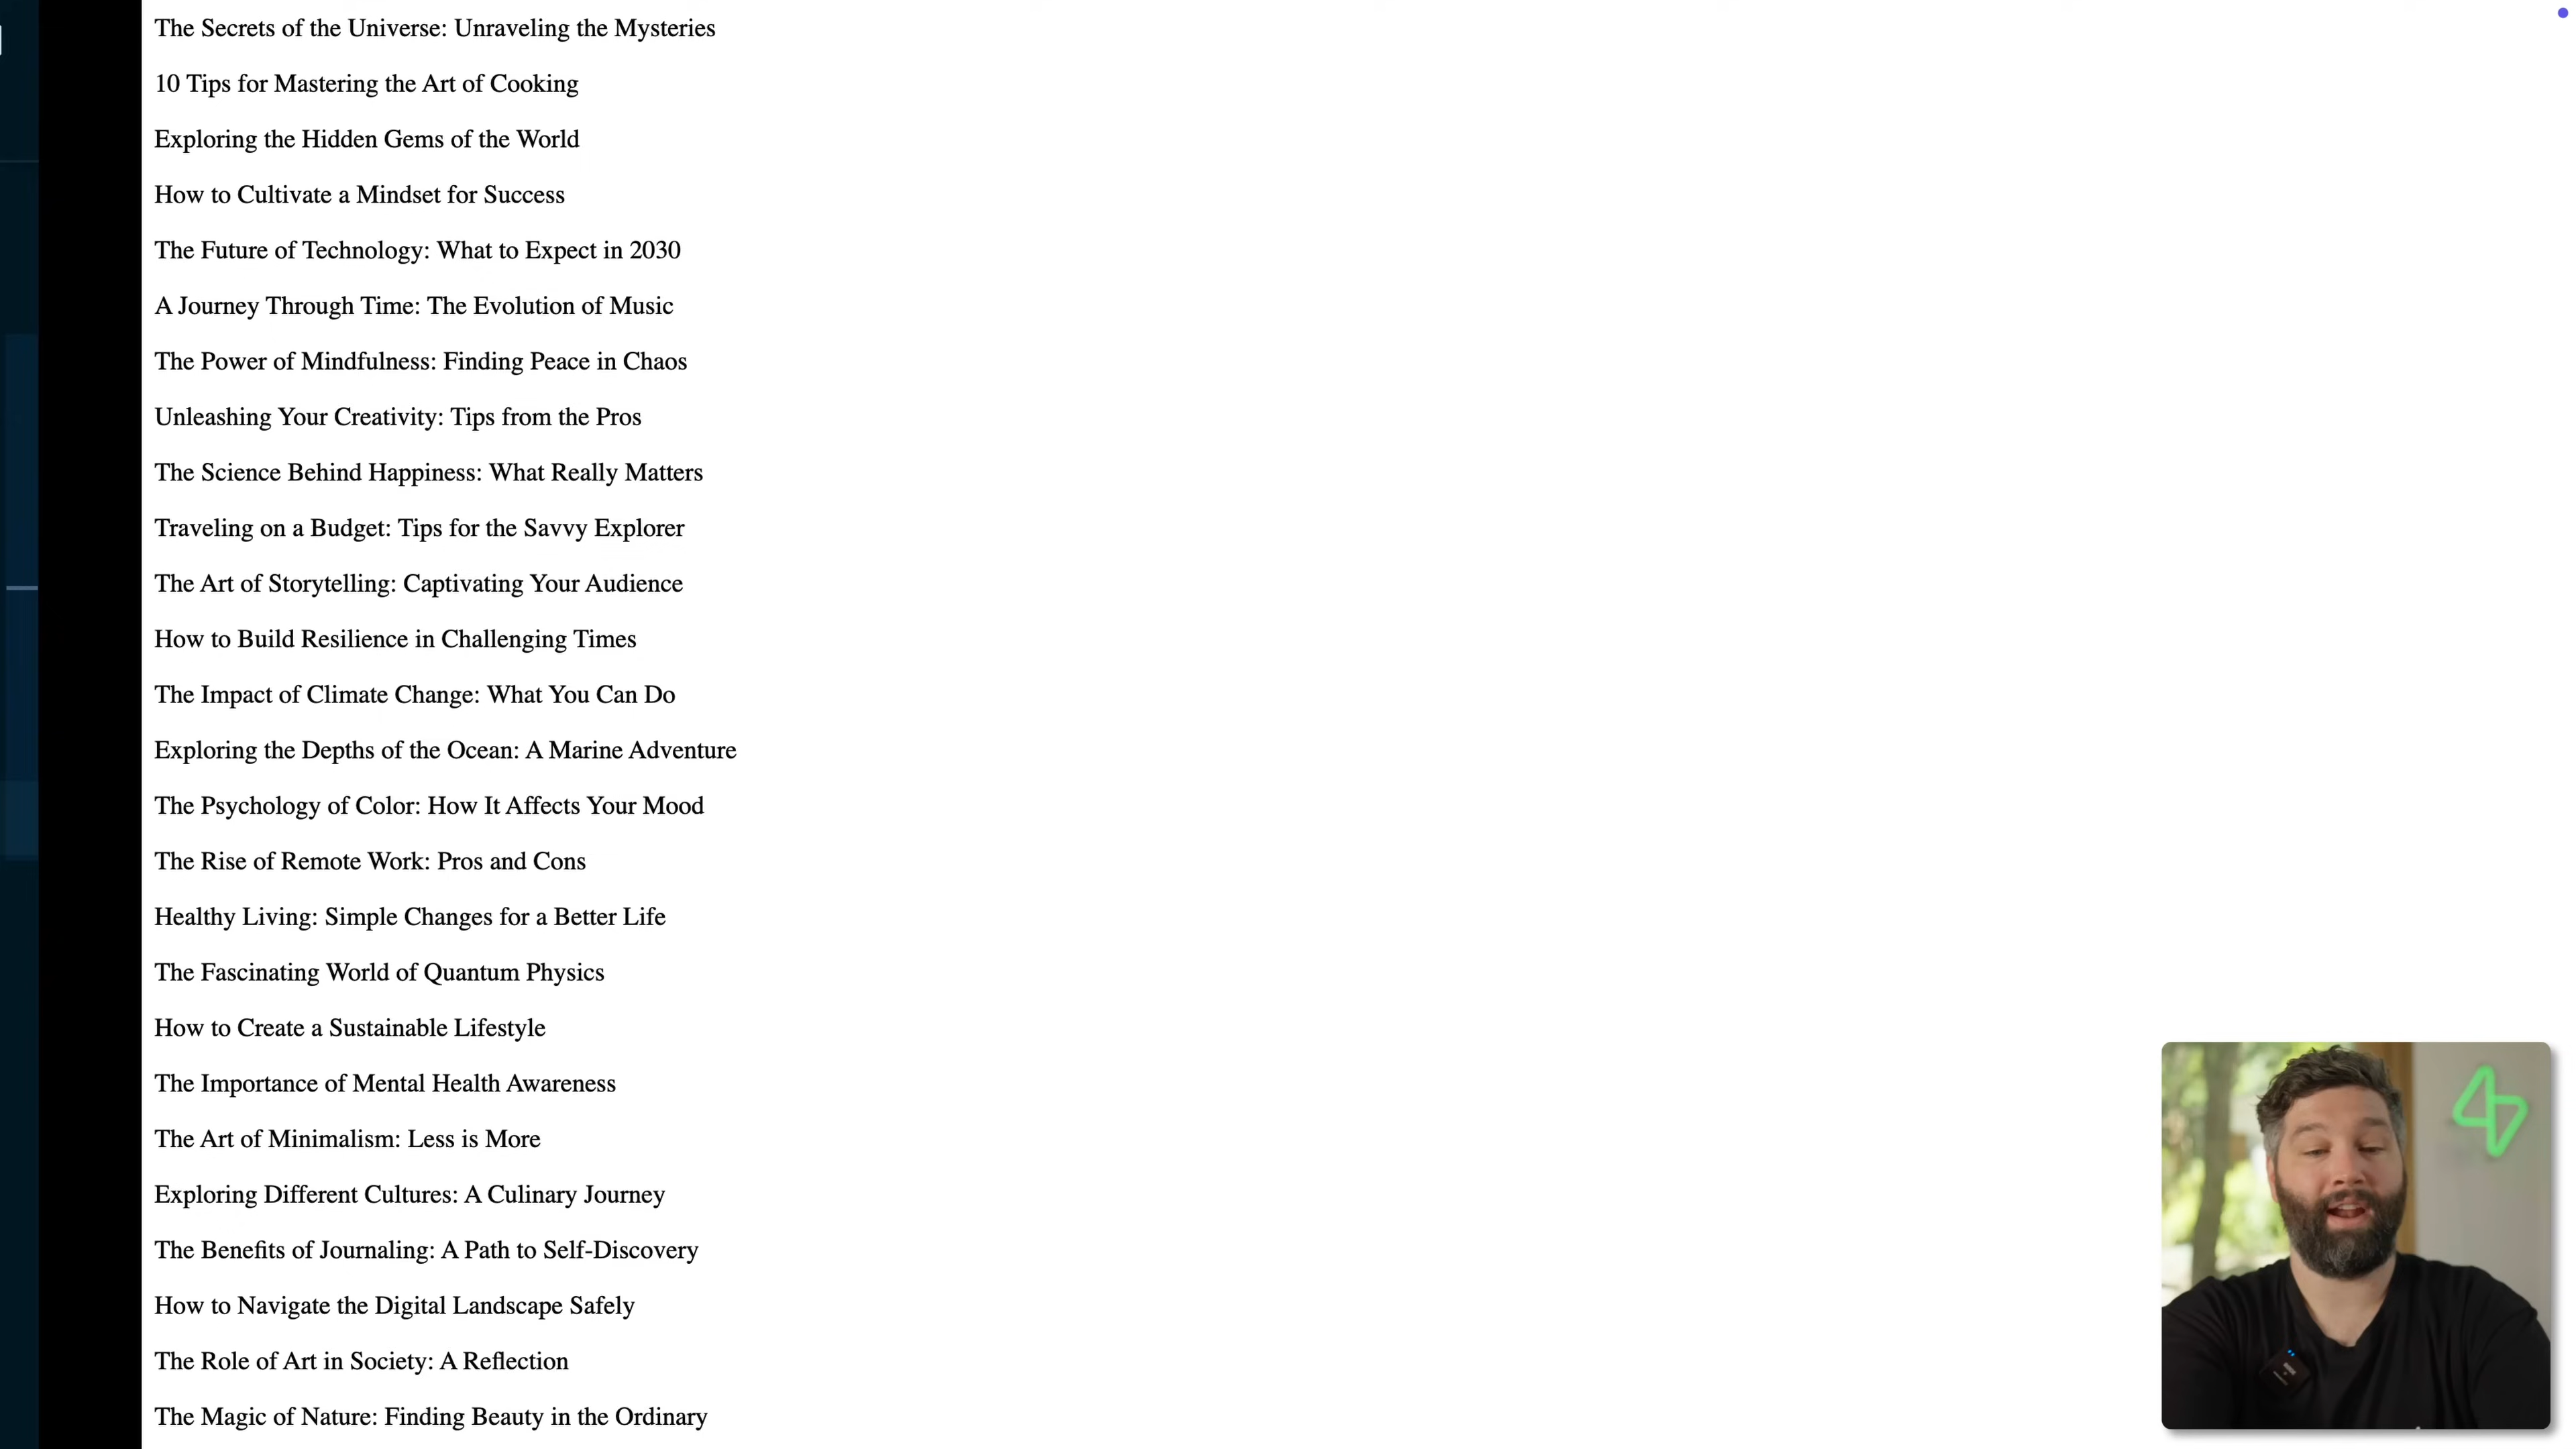 The Secrets of the Universe: Unraveling the Mysteries
10 Tips for Mastering the Art of Cooking
Exploring the Hidden Gems of the World
How to Cultivate a Mindset for Success
The Future of Technology: What to Expect in 2030
A Journey Through Time: The Evolution of Music
The Power of Mindfulness: Finding Peace in Chaos
Unleashing Your Creativity: Tips from the Pros
The Science Behind Happiness: What Really Matters
Traveling on a Budget: Tips for the Savvy Explorer
The Art of Storytelling: Captivating Your Audience
How to Build Resilience in Challenging Times
The Impact of Climate Change: What You Can Do
Exploring the Depths of the Ocean: A Marine Adventure
The Psychology of Color: How It Affects Your Mood
The Rise of Remote Work: Pros and Cons
Healthy Living: Simple Changes for a Better Life
The Fascinating World of Quantum Physics
How to Create a Sustainable Lifestyle
The Importance of Mental Health Awareness
The Art of Minimalism: Less is More
Exploring Different Cultures: A Culinary Journey
The Benefits of Journaling: A Path to Self-Discovery
How to Navigate the Digital Landscape Safely
The Role of Art in Society: A Reflection
The Magic of Nature: Finding Beauty in the Ordinary